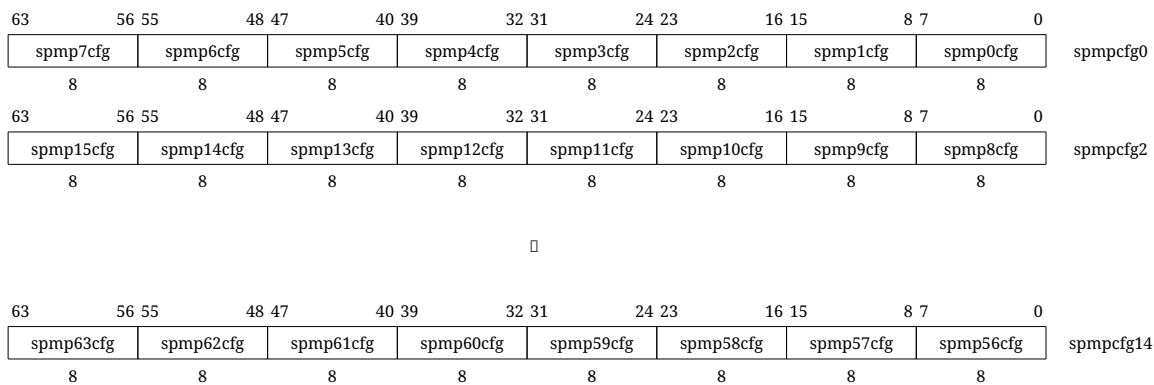 63 56 55 48 47 40 39 32 31 24 23 16 15 8 7 0
spmp7cfg spmp6cfg spmp5cfg spmp4cfg spmp3cfg spmp2cfg spmp1cfg spmp0cfg spmpcfg0
8 8 8 8 8 8 8 8
63 56 55 48 47 40 39 32 31 24 23 16 15 8 7 0
spmp15cfg spmp14cfg spmp13cfg spmp12cfg spmp11cfg spmp10cfg spmp9cfg spmp8cfg spmpcfg2
8 8 8 8 8 8 8 8
63 56 55 48 47 40 39 32 31 24 23 16 15 8 7 0
spmp63cfg spmp62cfg spmp61cfg spmp60cfg spmp59cfg spmp58cfg spmp57cfg spmp56cfg spmpcfg14
8 8 8 8 8 8 8 8